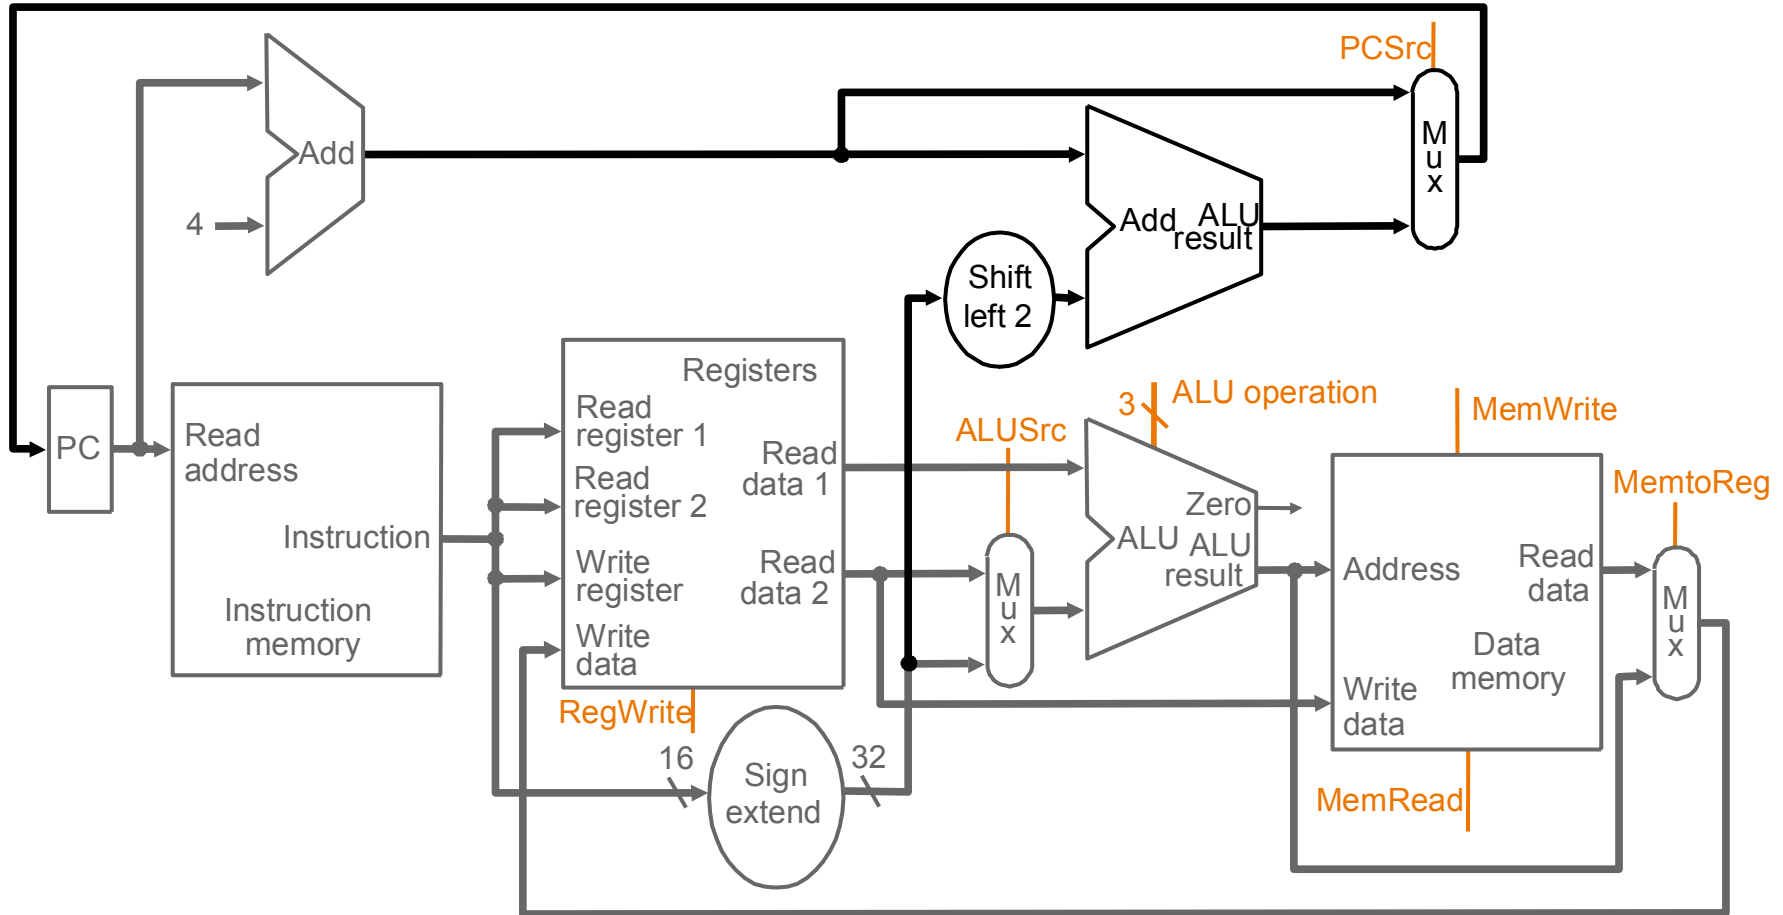 PCSrc
M
u
x
Add
4
Add
ALU
result
Shift
left 2
Registers
Read
register 1
Read
register 2
Write
register
Write
data
Read
data 1
Read
data 2
PC
Read
address
Instruction
Instruction
memory
RegWrite
16
Sign
extend
32
ALUSrc
M
u
x
3
ALU operation
Zero
ALU
ALU
result
MemWrite
Address
Read
data
Data
memory
Write
data
MemRead
MemtoReg
M
u
x